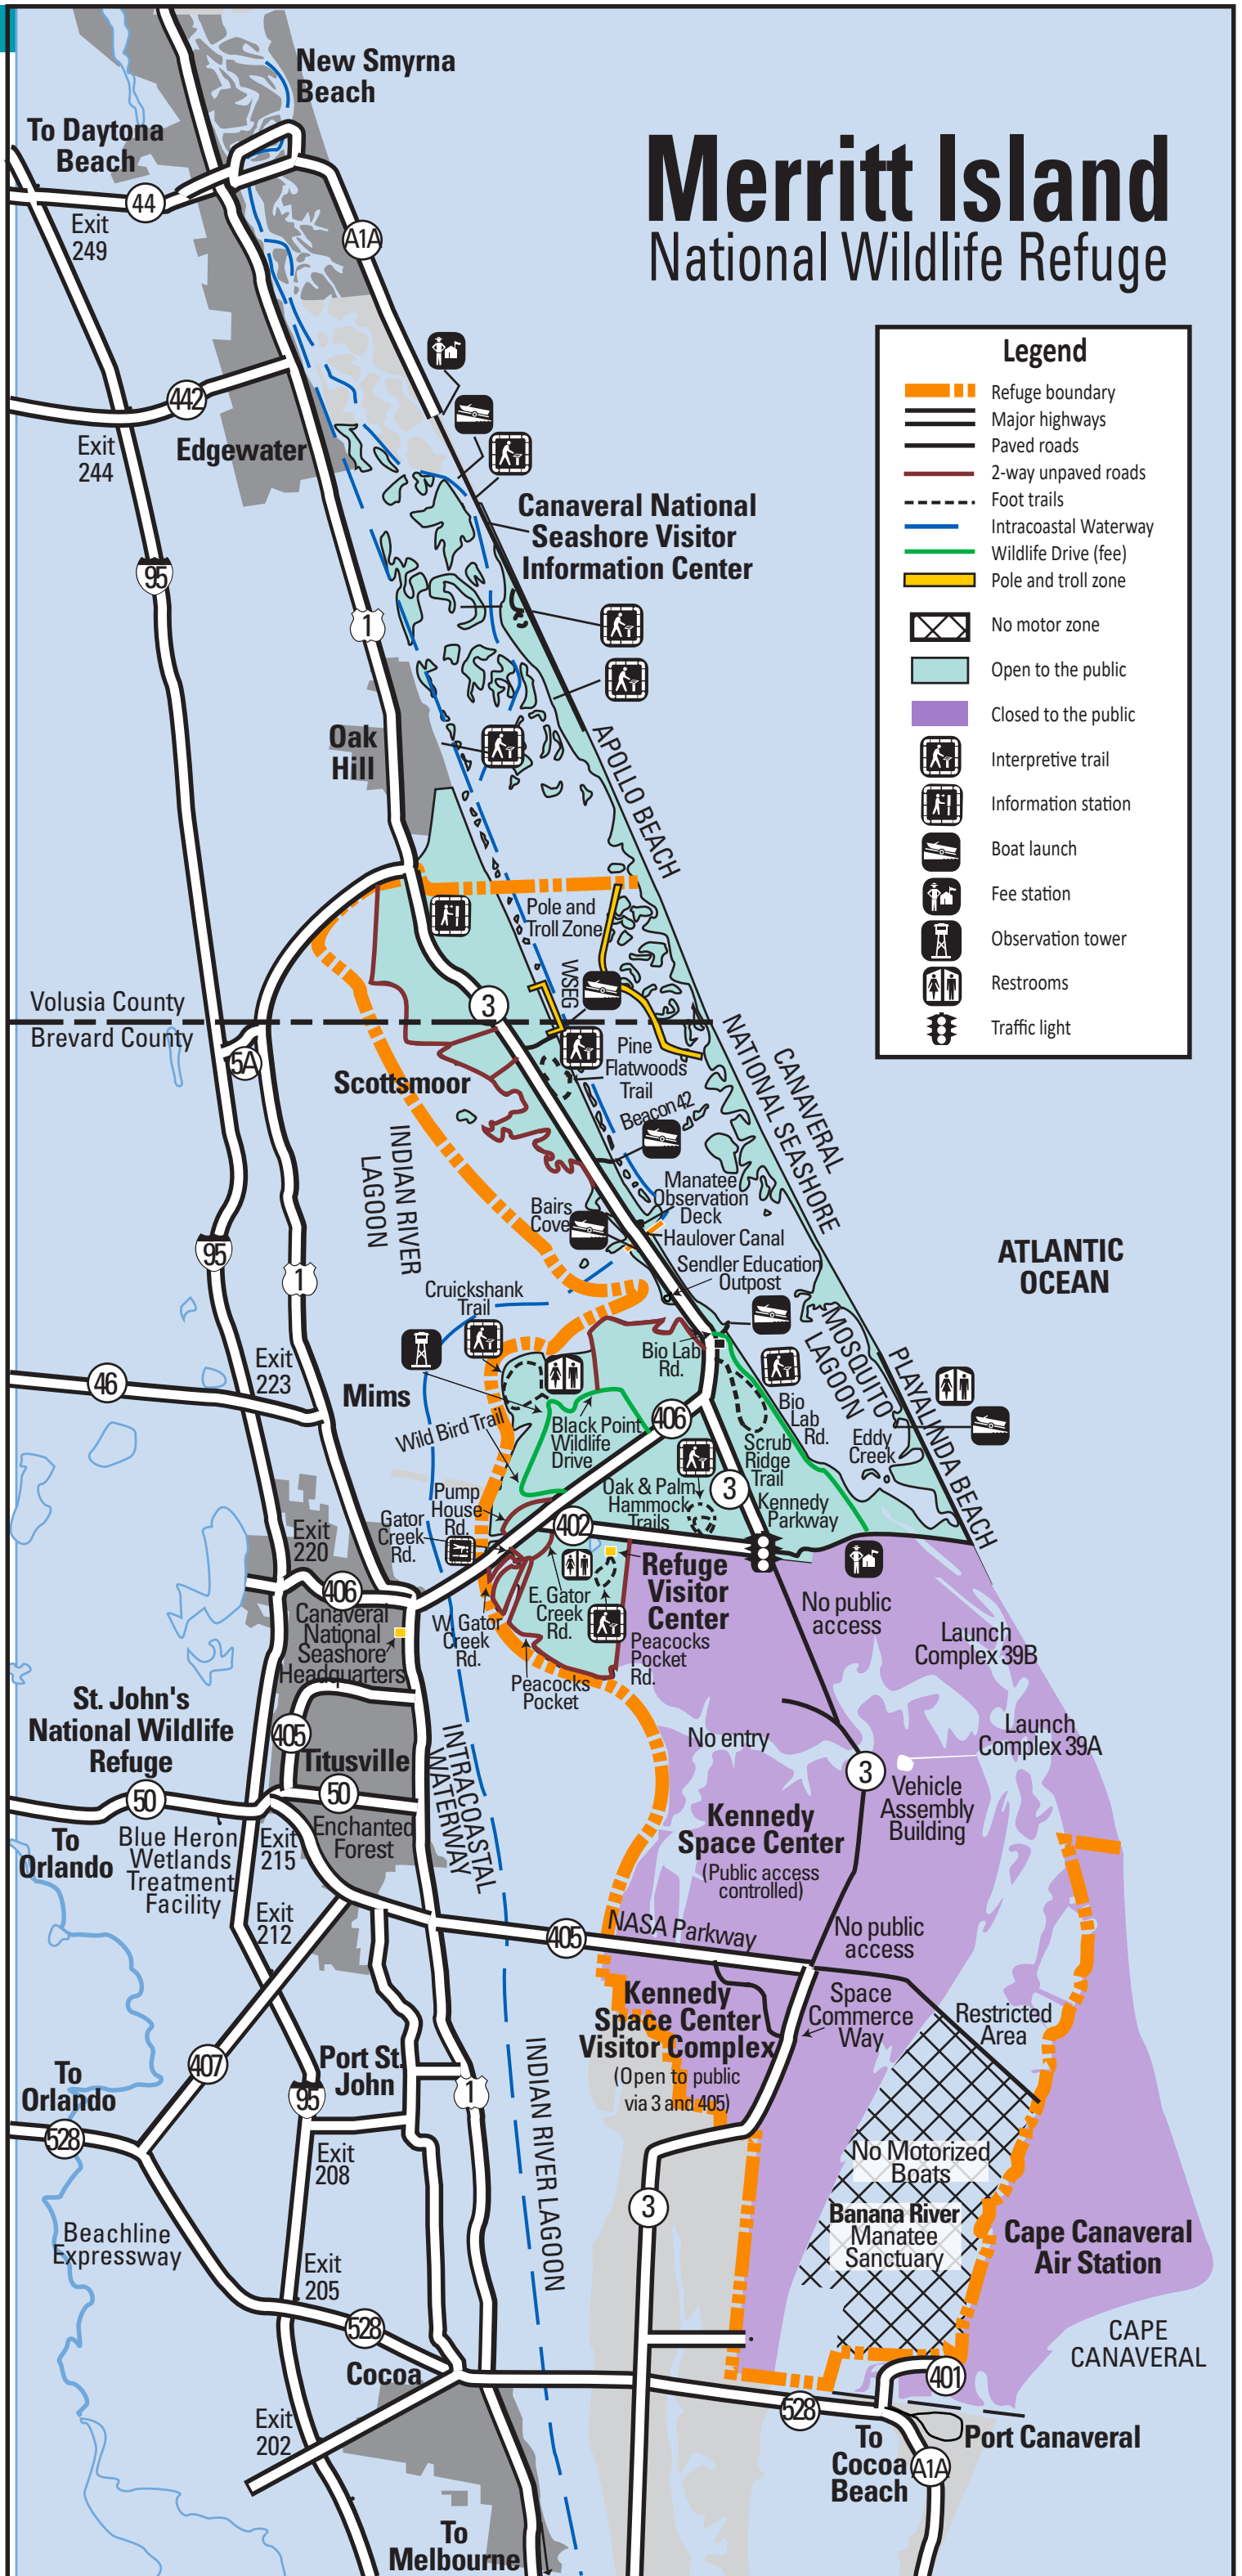 New Smyrna
Beach
To Daytona
Beach
44
Exit
249
A1A
Merritt Island
National Wildlife Refuge
Legend
Refuge boundary
Major highways
Paved roads
2-way unpaved roads
Foot trails
Intracoastal Waterway
Wildlife Drive (fee)
Pole and troll zone
No motor zone
Open to the public
Closed to the public
Interpretive trail
Information station
Boat launch
Fee station
Observation tower
Restrooms
Traffic light
442
Exit
244
Edgewater
Canaveral National
Seashore Visitor
Information Center
95
1
Oak
Hill
APOLLO BEACH
Pole and
Troll Zone
WSEG
3
Volusia County
Brevard County
5A
Scottsmoor
Pine
Flatwoods
Trail
Beacon 42
CANAVERAL
NATIONAL SEASHORE
INDIAN RIVER
LAGOON
Manatee
Observation
Deck
Bairs
Cove
Haulover Canal
Sendler Education
Outpost
ATLANTIC
OCEAN
95
1
Cruickshank
Trail
Bio Lab
Rd.
MOSQUITO
LAGOON
PLAYALINDA BEACH
46
Exit
223
Mims
Wild Bird Trail
Black Point
Wildlife
Drive
406
Bio
Lab
Rd.
Eddy
Creek
Scrub
Ridge
Trail
3
Oak & Palm
Hammock
Trails
Kennedy
Parkway
Pump
House
Rd.
Gator
Creek
Rd.
402
Exit
220
406
Canaveral
National
Seashore
Headquarters
W. Gator
Creek
Rd.
E. Gator
Creek
Rd.
Refuge
Visitor
Center
Peacocks
Pocket
Rd.
Peacocks
Pocket
No public
access
Launch
Complex 39B
St. John's
National Wildlife
Refuge
405
Titusville
INTRACOASTAL
WATERWAY
No entry
Launch
Complex 39A
3
Vehicle
Assembly
Building
50
50
To
Orlando
Blue Heron
Wetlands
Treatment
Facility
Exit
215
Enchanted
Forest
Kennedy
Space Center
(Public access
controlled)
Exit
212
405
NASA Parkway
No public
access
Kennedy
Space Center
Visitor Complex
(Open to public
via 3 and 405)
Space
Commerce
Way
Restricted
Area
407
To
Orlando
528
Port St.
John
95
1
INDIAN RIVER LAGOON
Exit
208
3
No Motorized
Boats
Banana River
Manatee
Sanctuary
Cape Canaveral
Air Station
Beachline
Expressway
Exit
205
528
CAPE
CANAVERAL
Cocoa
401
528
Exit
202
To
Cocoa
Beach
A1A
Port Canaveral
To
Melbourne